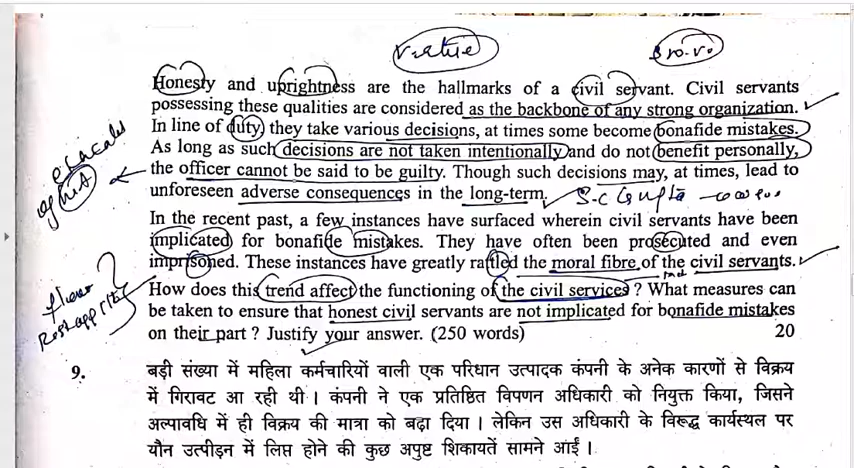 Virtue
Honesty and uprightness are the hallmarks of a civil servant. Civil servants
possessing these qualities are considered as the backbone of any strong organization.
In line of duty, they take various decisions, at times some become bonafide mistakes.
As long as such decisions are not taken intentionally and do not benefit personally,
the officer cannot be said to be guilty. Though such decisions may, at times, lead to
unforeseen adverse consequences in the long-term.
S.C Gupta
In the recent past, a few instances have surfaced wherein civil servants have been
implicated for bonafide mistakes. They have often been prosecuted and even
imprisoned. These instances have greatly rattled the moral fibre of the civil servants.
How does this trend affect the functioning of the civil services ? What measures can
be taken to ensure that honest civil servants are not implicated for bonafide mistakes
on their part ? Justify your answer. (250 words) 20
9. बड़ी संख्या में महिला कर्मचारियों वाली एक परिधान उत्पादक कंपनी के अनेक कारणों से विक्रय
में गिरावट आ रही थी । कंपनी ने एक प्रतिष्ठित विपणन अधिकारी को नियुक्त किया, जिसने
अल्पावधि में ही विक्रय की मात्रा को बढ़ा दिया । लेकिन उस अधिकारी के विरूद्ध कार्यस्थल पर
यौन उत्पीड़न में लिप्त होने की कुछ अपुष्ट शिकायतें सामने आईं ।